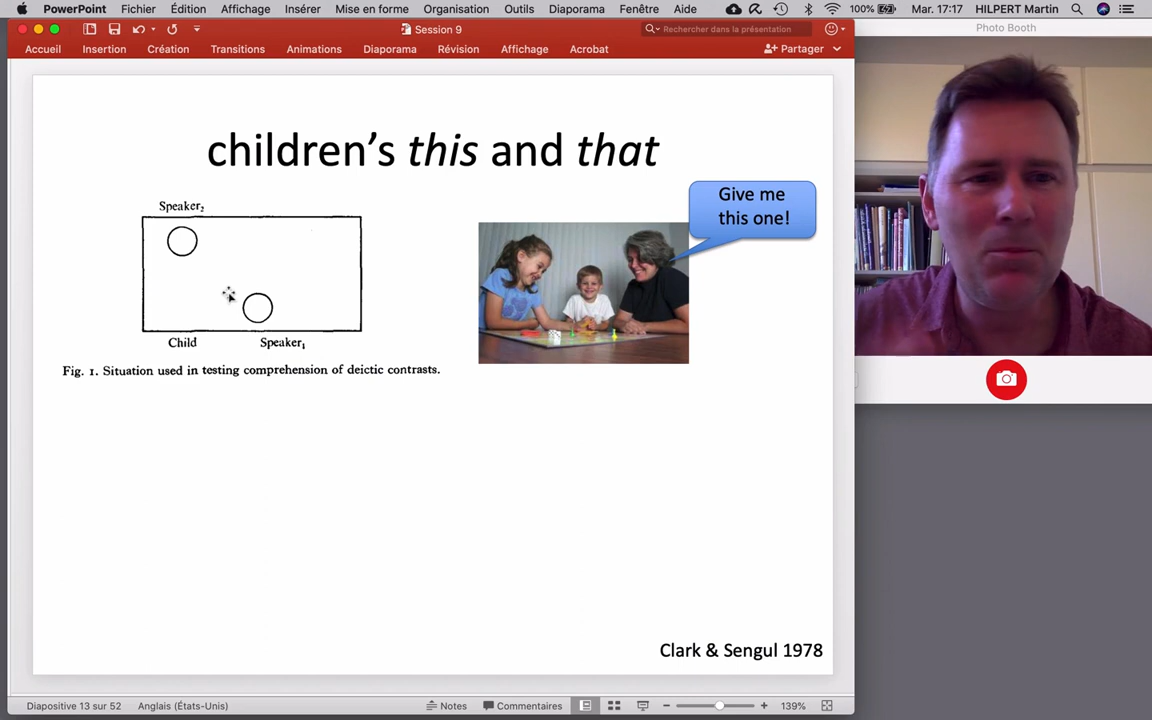 PowerPoint Fichier Édition Affichage Insérer Mise en forme Organisation Outils Diaporama Fenêtre Aide 100% Mar. 17:17 HILPERT Martin
Session 9
Rechercher dans la présentation
Photo Booth
Accueil Insertion Création Transitions Animations Diaporama Révision Affichage Acrobat Partager
children's this and that
Give me
this one!
Speaker2
Child Speaker1
Fig. 1. Situation used in testing comprehension of deictic contrasts.
Clark & Sengul 1978
Diapositive 13 sur 52 Anglais (États-Unis) Notes Commentaires 139%